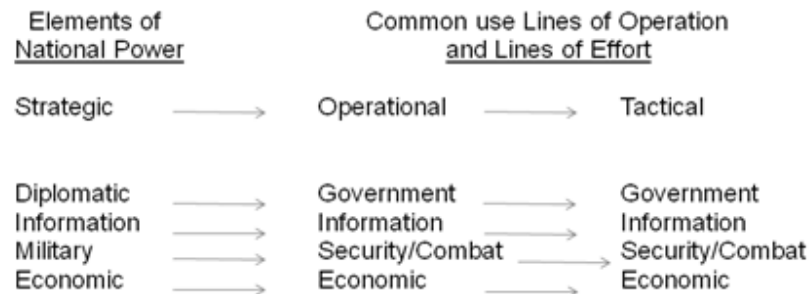 Elements of Common use Lines of Operation
National Power and Lines of Effort
Strategic Operational Tactical
Diplomatic Government Government
Information Information Information
Military Security/Combat Security/Combat
Economic Economic Economic